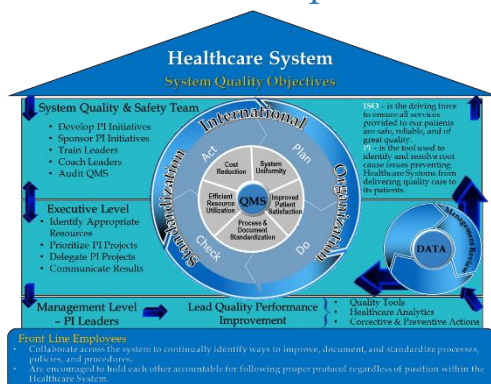 Healthcare System
System Quality Objectives
System Quality & Safety Team
• Develop PI Initiatives
• Sponsor PI Initiatives
• Train Leaders
• Coach Leaders
• Audit QMS
Executive Level
• Identify Appropriate
Resources
• Prioritize PI Projects
• Delegate PI Projects
• Communicate Results
Management Level
– PI Leaders
International
Organization
Standardization
Act
Plan
Do
Check
Cost
Reduction
System
Uniformity
Efficient
Resource
Utilization
QMS
Improved
Patient
Satisfaction
Process &
Document
Standardization
ISO – is the driving force
to ensure all services
provided to our patients
are safe, reliable, and of
great quality.
PI – is the tool used to
identify and resolve root
cause issues preventing
Healthcare Systems from
delivering quality care to
its patients.
DATA
Management Review
Lead Quality Performance
Improvement
• Quality Tools
• Healthcare Analytics
• Corrective & Preventive Actions
Front Line Employees
• Collaborate across the system to continually identify ways to improve, document, and standardize processes,
policies, and procedures.
• Are encouraged to hold each other accountable for following proper protocol regardless of position within the
Healthcare System.